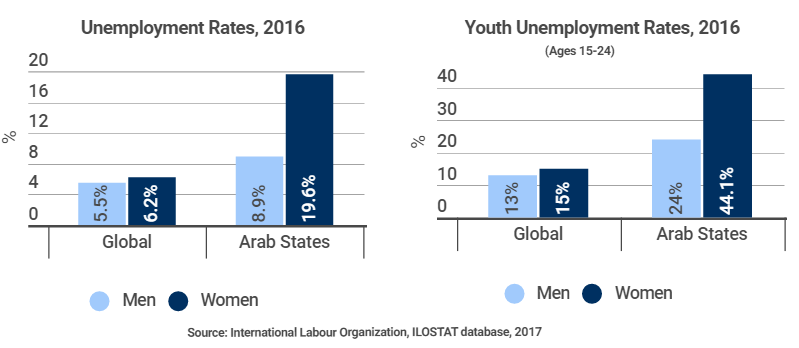 Unemployment Rates, 2016
20
16
12
8
4
0
%
5.5%
6.2%
8.9%
19.6%
Global
Arab States
Men
Women
Youth Unemployment Rates, 2016
(Ages 15-24)
40
30
20
10
0
%
13%
15%
24%
44.1%
Global
Arab States
Men
Women
Source: International Labour Organization, ILOSTAT database, 2017